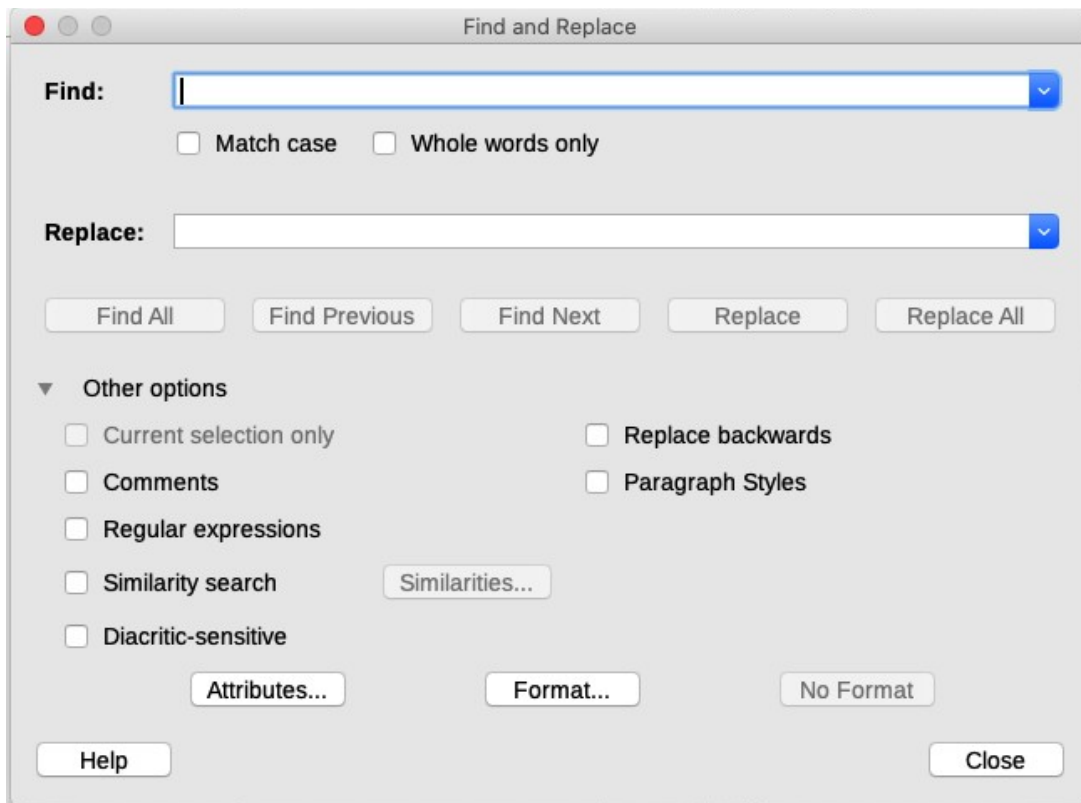 Find and Replace
Find:
Match case Whole words only
Replace:
Find All Find Previous Find Next Replace Replace All
Other options
Current selection only Replace backwards
Comments Paragraph Styles
Regular expressions
Similarity search Similarities...
Diacritic-sensitive
Attributes... Format... No Format
Help Close